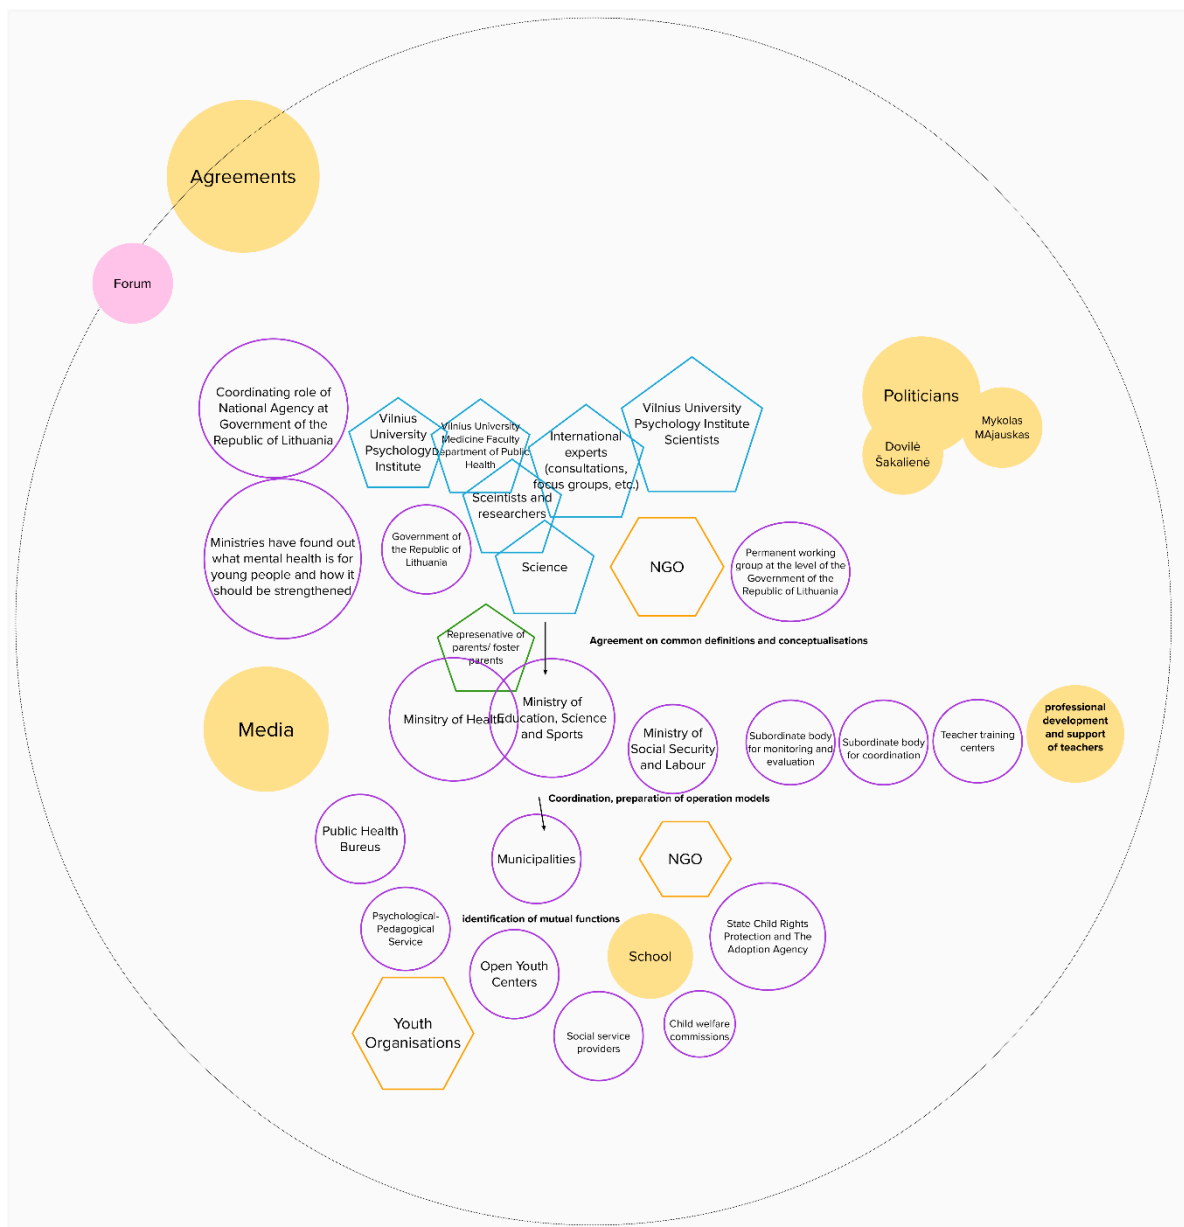 Agreements
Forum
Coordinating role of
National Agency at
Government of the
Republic of Lithuania
Vilnius
University
Psychology
Institute
Vilnius University
Medicine Faculty
Department of Public
Health
International
experts
(consultations,
focus groups, etc.)
Vilnius University
Psychology Institute
Scientists
Politicians
Mykolas
MAjauskas
Dovilė
Šakalienė
Sceintists and
researchers
Ministries have found out
what mental health is for
young people and how it
should be strengthened
Government of
the Republic of
Lithuania
Science
NGO
Permanent working
group at the level of the
Government of the
Republic of Lithuania
Represenative of
parents/ foster
parents
Agreement on common definitions and conceptualisations
Media
Minsitry of Health
Ministry of
Education, Science
and Sports
Ministry of
Social Security
and Labour
Subordinate body
for monitoring and
evaluation
Subordinate body
for coordination
Teacher training
centers
professional
development
and support
of teachers
Coordination, preparation of operation models
Public Health
Bureus
Municipalities
NGO
Psychological-
Pedagogical
Service
identification of mutual functions
Open Youth
Centers
School
State Child Rights
Protection and The
Adoption Agency
Youth
Organisations
Social service
providers
Child welfare
commissions